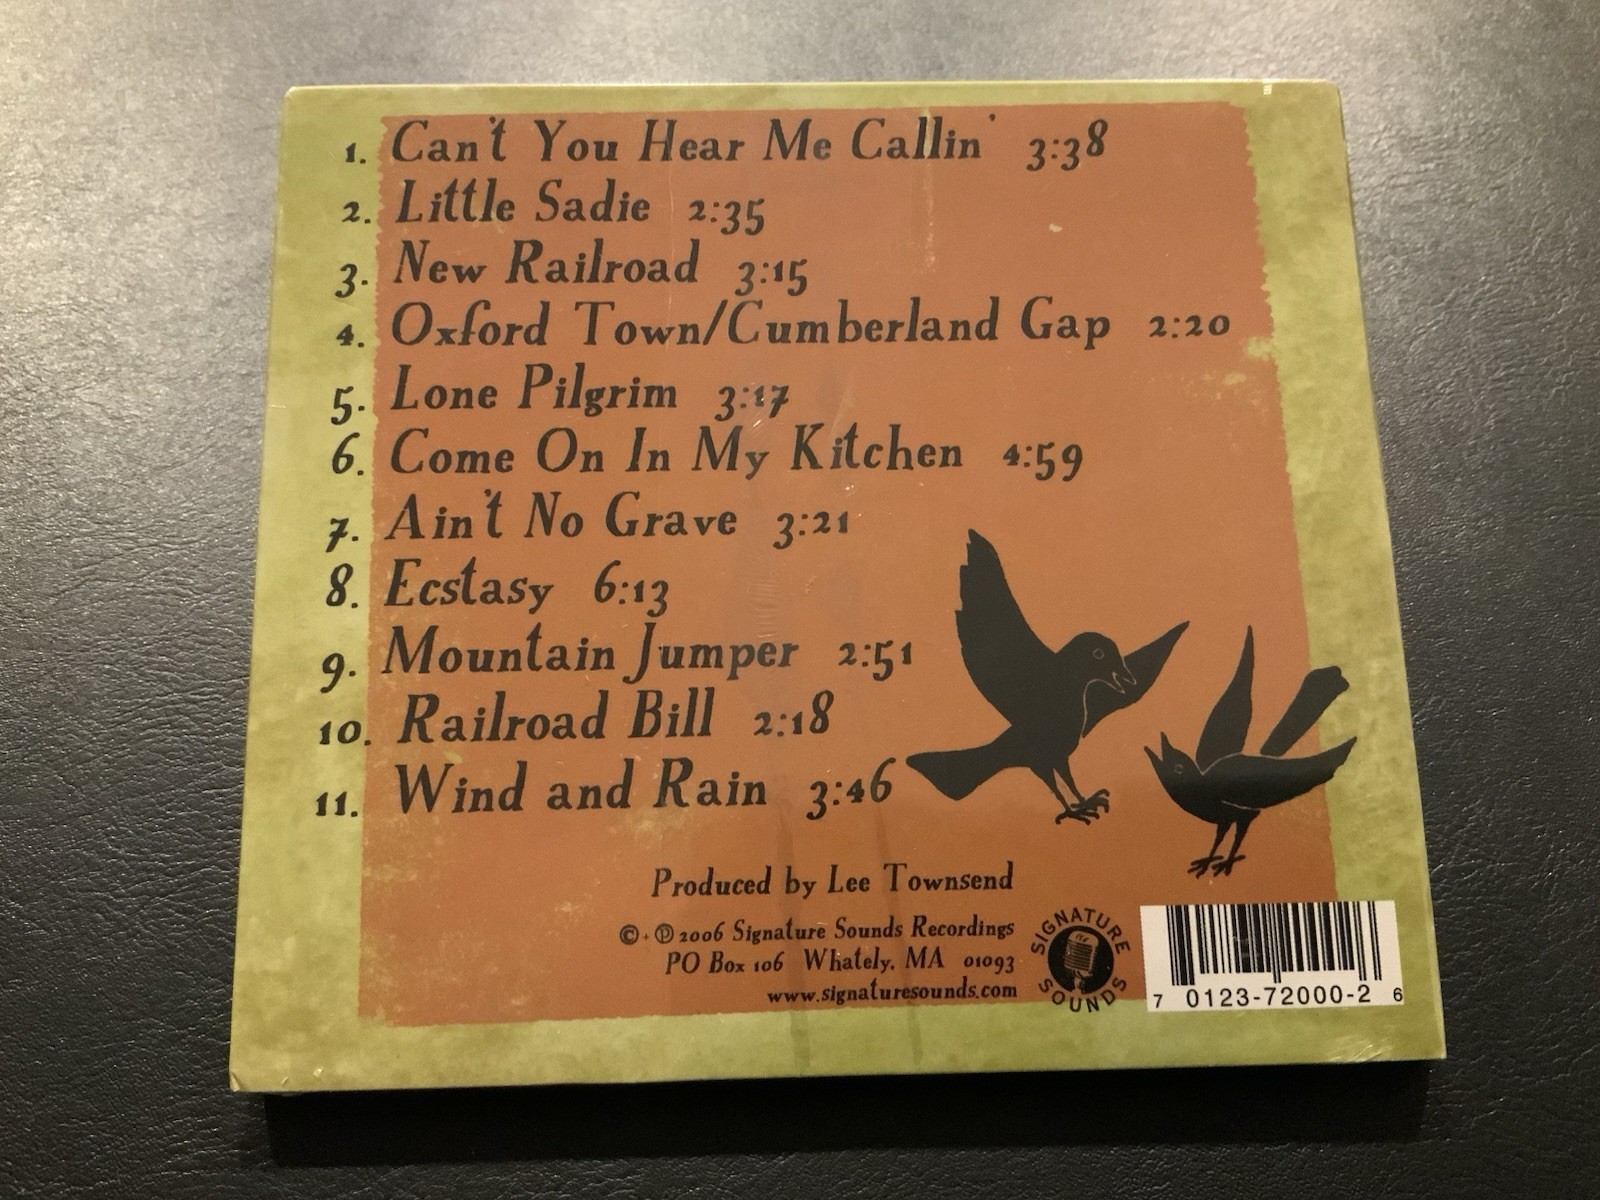 1. Can't You Hear Me Callin' 3:38
2. Little Sadie 2:35
3. New Railroad 3:15
4. Oxford Town/Cumberland Gap 2:20
5. Lone Pilgrim 3:17
6. Come On In My Kitchen 4:59
7. Ain't No Grave 3:21
8. Ecstasy 6:13
9. Mountain Jumper 2:51
10. Railroad Bill 2:18
11. Wind and Rain 3:46
Produced by Lee Townsend
© + ℗ 2006 Signature Sounds Recordings
PO Box 106 Whately, MA 01093
www.signaturesounds.com
SIGNATURE
SOUNDS
7 0123-72000-2 6